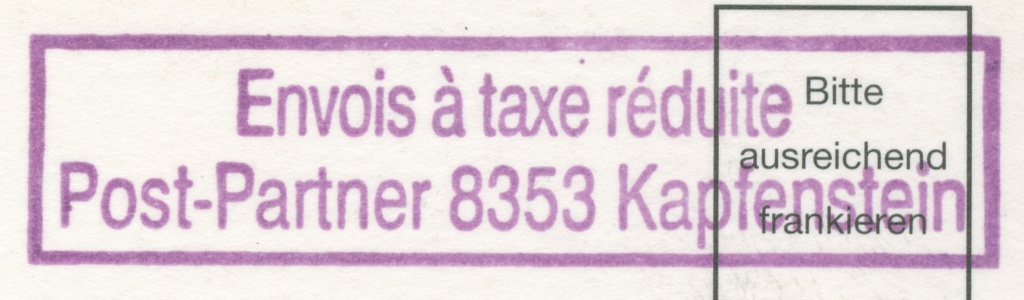 Envois à taxe réduite
Post-Partner 8353 Kapfenstein
Bitte
ausreichend
frankieren